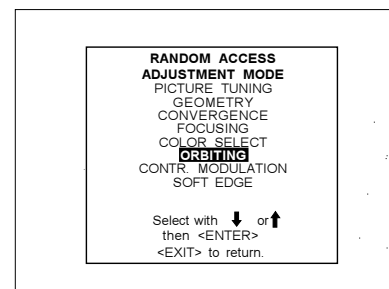 RANDOM ACCESS
ADJUSTMENT MODE
PICTURE TUNING
GEOMETRY
CONVERGENCE
FOCUSING
COLOR SELECT
ORBITING
CONTR. MODULATION
SOFT EDGE
Select with ⬇ or⬆
then <ENTER>
<EXIT> to return.